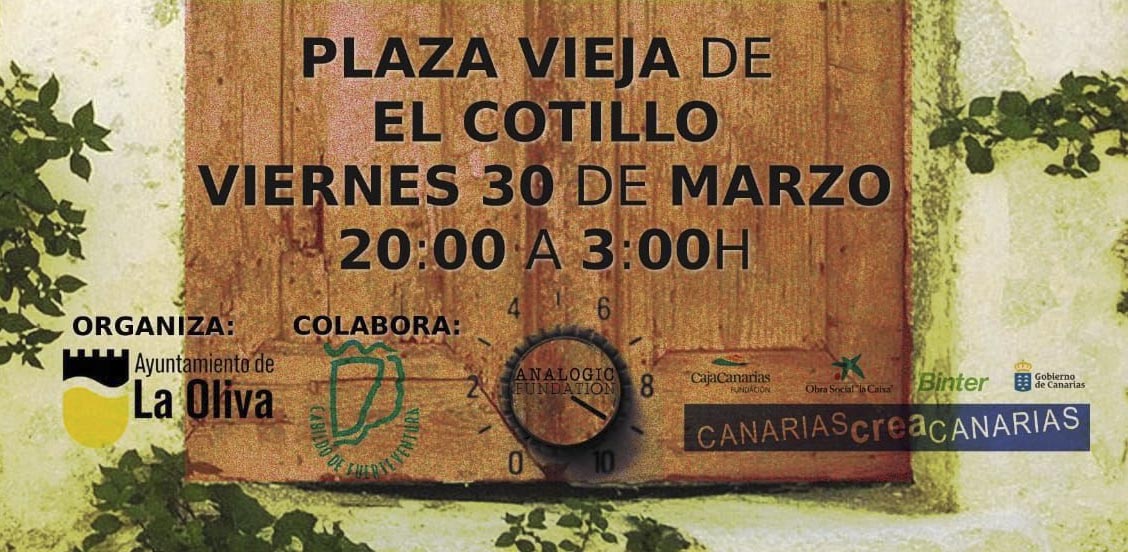 PLAZA VIEJA DE
EL COTILLO
VIERNES 30 DE MARZO
20:00 A 3:00H
ORGANIZA:
Ayuntamiento de
La Oliva
COLABORA:
CABILDO DE FUERTEVENTURA
4 6
2 8
0 10
ANALOGIC
FUNDATION
CajaCanarias
FUNDACIÓN
Obra Social "la Caixa"
Binter
Gobierno
de Canarias
CANARIAScreaCANARIAS